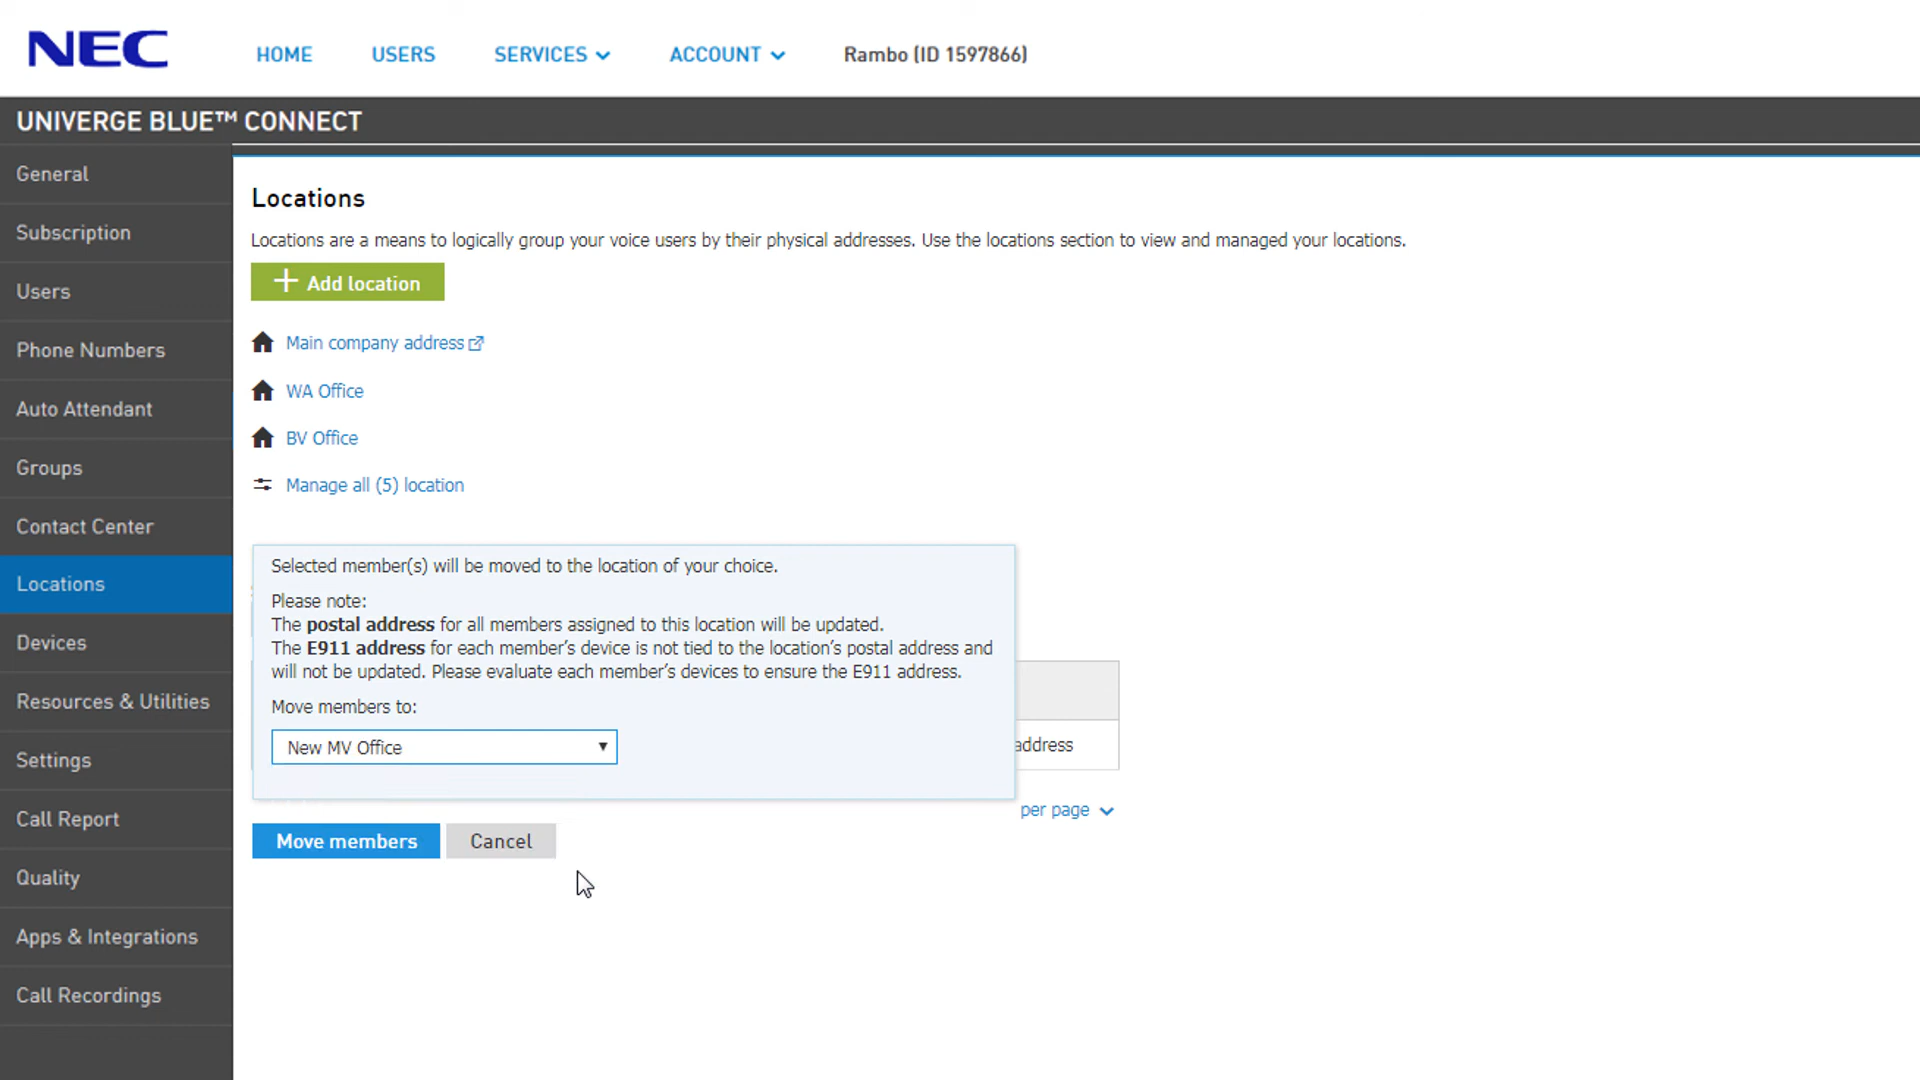 NEC
HOME
USERS
SERVICES
ACCOUNT
Rambo (ID 1597866)
UNIVERGE BLUE™ CONNECT
General
Subscription
Users
Phone Numbers
Auto Attendant
Groups
Contact Center
Locations
Devices
Resources & Utilities
Settings
Call Report
Quality
Apps & Integrations
Call Recordings
Locations
Locations are a means to logically group your voice users by their physical addresses. Use the locations section to view and managed your locations.
Add location
Main company address
WA Office
BV Office
Manage all (5) location
Selected member(s) will be moved to the location of your choice.
Please note:
The postal address for all members assigned to this location will be updated.
The E911 address for each member's device is not tied to the location's postal address and
will not be updated. Please evaluate each member's devices to ensure the E911 address.
Move members to:
New MV Office
address
per page
Move members
Cancel